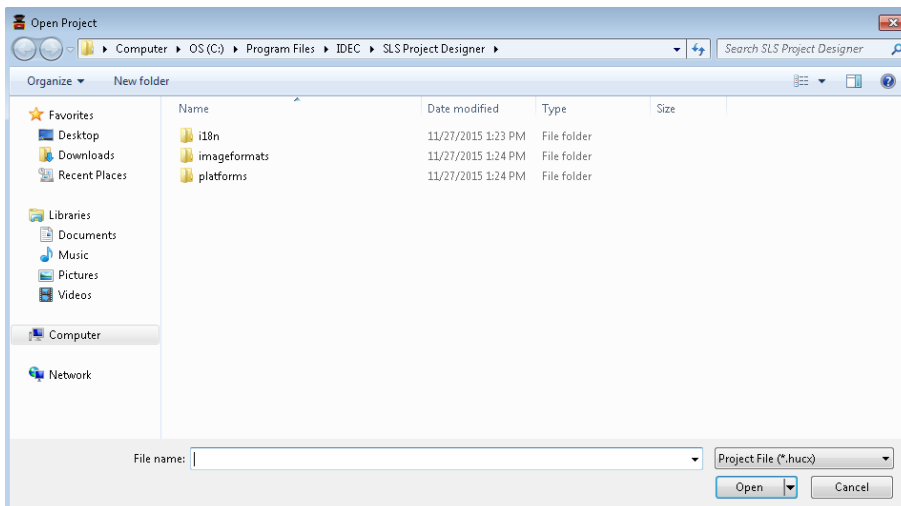 Open Project
Computer OS (C:) Program Files IDEC SLS Project Designer Search SLS Project Designer
Organize New folder
Favorites
Desktop
Downloads
Recent Places
Libraries
Documents
Music
Pictures
Videos
Computer
Network
Name Date modified Type Size
i18n 11/27/2015 1:23 PM File folder
imageformats 11/27/2015 1:24 PM File folder
platforms 11/27/2015 1:24 PM File folder
File name: Project File (*.hucx)
Open Cancel